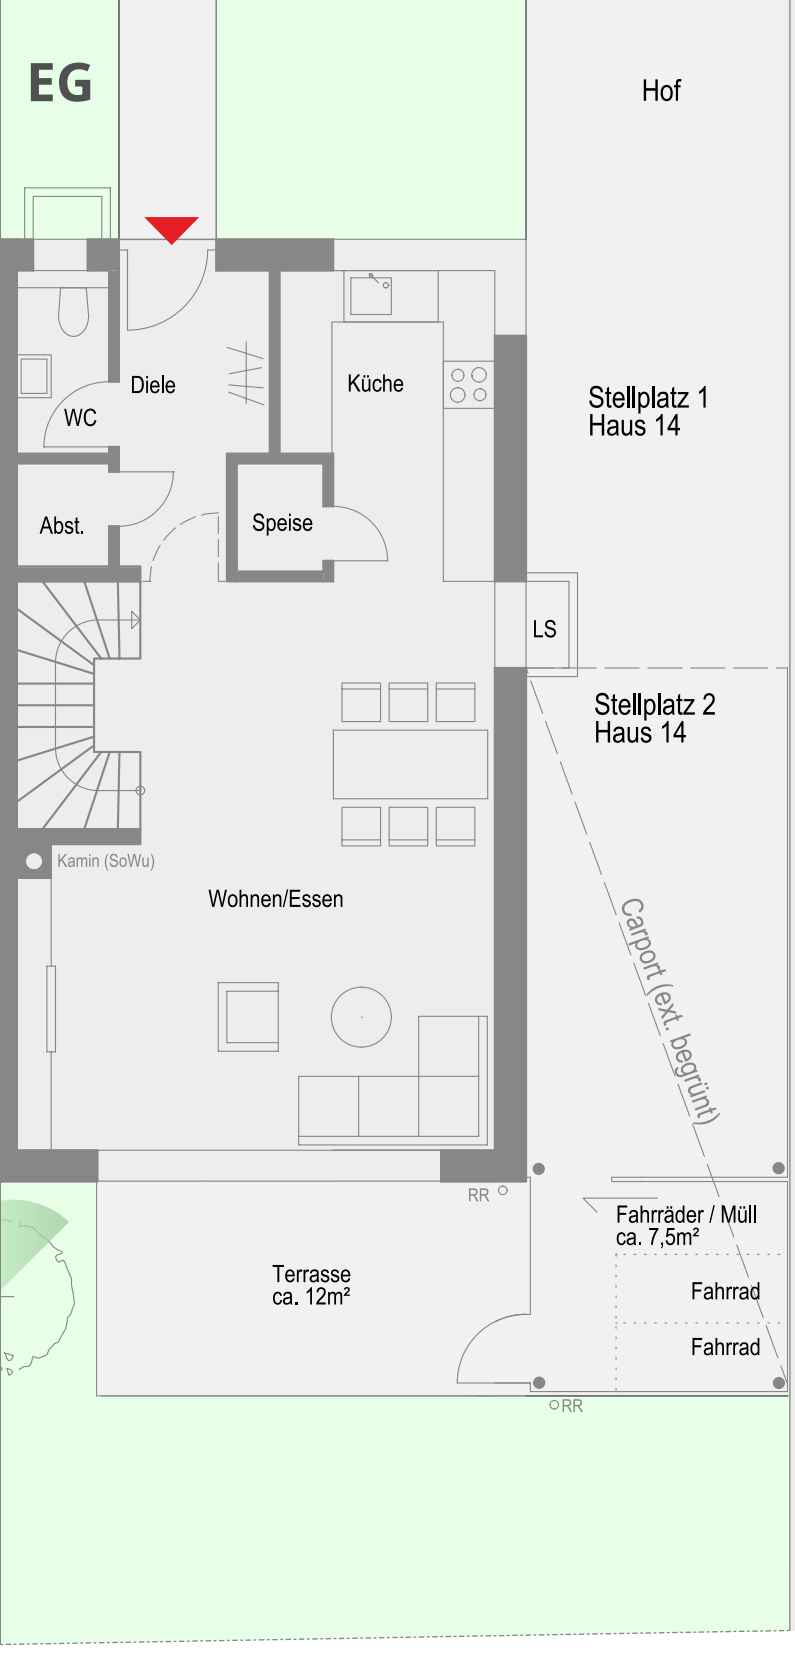 EG
Hof
Diele
Küche
WC
Stellplatz 1
Haus 14
Abst.
Speise
LS
Stellplatz 2
Haus 14
Kamin (SoWu)
Wohnen/Essen
Carport (ext. begrünt)
RR
Fahrräder / Müll
ca. 7,5m²
Terrasse
ca. 12m²
Fahrrad
Fahrrad
RR